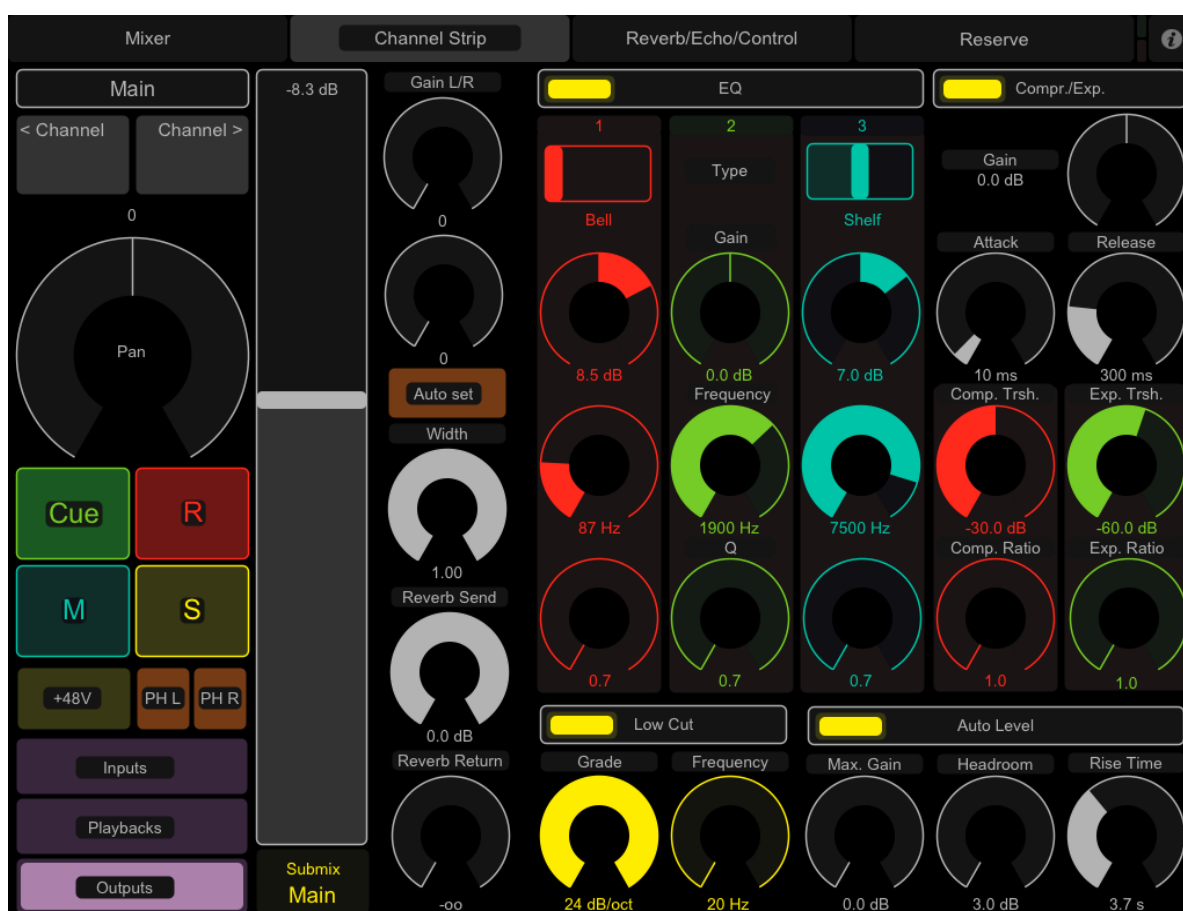 Mixer
Channel Strip
Reverb/Echo/Control
Reserve
i
Main
< Channel
Channel >
0
Pan
Cue
R
M
S
+48V
PH L
PH R
Inputs
Playbacks
Outputs
-8.3 dB
Submix
Main
Gain L/R
0
0
Auto set
Width
1.00
Reverb Send
0.0 dB
Reverb Return
-oo
EQ
1
2
3
Type
Bell
Shelf
Gain
8.5 dB
0.0 dB
7.0 dB
Frequency
87 Hz
1900 Hz
7500 Hz
Q
0.7
0.7
0.7
Compr./Exp.
Gain
0.0 dB
Attack
Release
10 ms
300 ms
Comp. Trsh.
Exp. Trsh.
-30.0 dB
-60.0 dB
Comp. Ratio
Exp. Ratio
1.0
1.0
Low Cut
Grade
Frequency
24 dB/oct
20 Hz
Auto Level
Max. Gain
Headroom
Rise Time
0.0 dB
3.0 dB
3.7 s